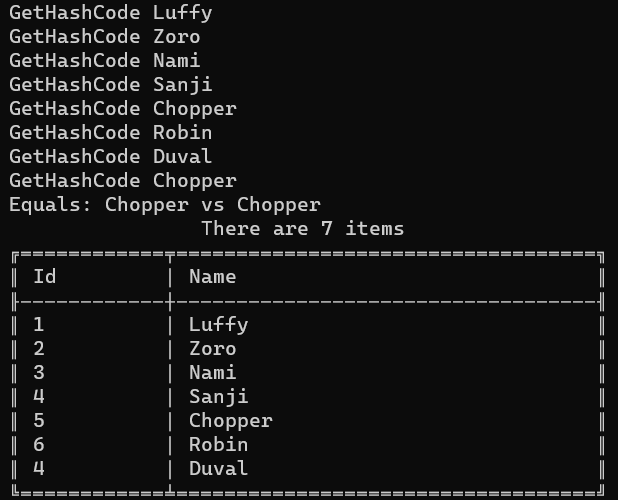 GetHashCode Luffy
GetHashCode Zoro
GetHashCode Nami
GetHashCode Sanji
GetHashCode Chopper
GetHashCode Robin
GetHashCode Duval
GetHashCode Chopper
Equals: Chopper vs Chopper
There are 7 items
Id | Name
1 | Luffy
2 | Zoro
3 | Nami
4 | Sanji
5 | Chopper
6 | Robin
4 | Duval